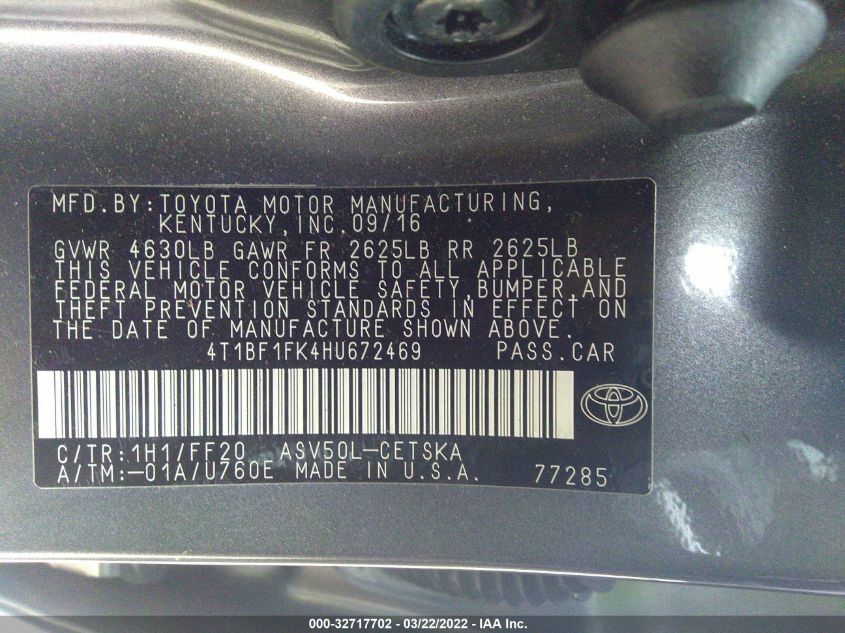 MFD.BY:TOYOTA MOTOR MANUFACTURING,
KENTUCKY,INC.09/16
GVWR 4630LB GAWR FR 2625LB RR 2625LB
THIS VEHICLE CONFORMS TO ALL APPLICABLE
FEDERAL MOTOR VEHICLE SAFETY,BUMPER,AND
THEFT PREVENTION STANDARDS IN EFFECT ON
THE DATE OF MANUFACTURE SHOWN ABOVE.
4T1BF1FK4HU672469 PASS.CAR
C/TR:1H1/FF20 ASV50L-CETSKA
A/TM:-01A/U760E MADE IN U.S.A. 77285
000-32717702 - 03/22/2022 - IAA Inc.